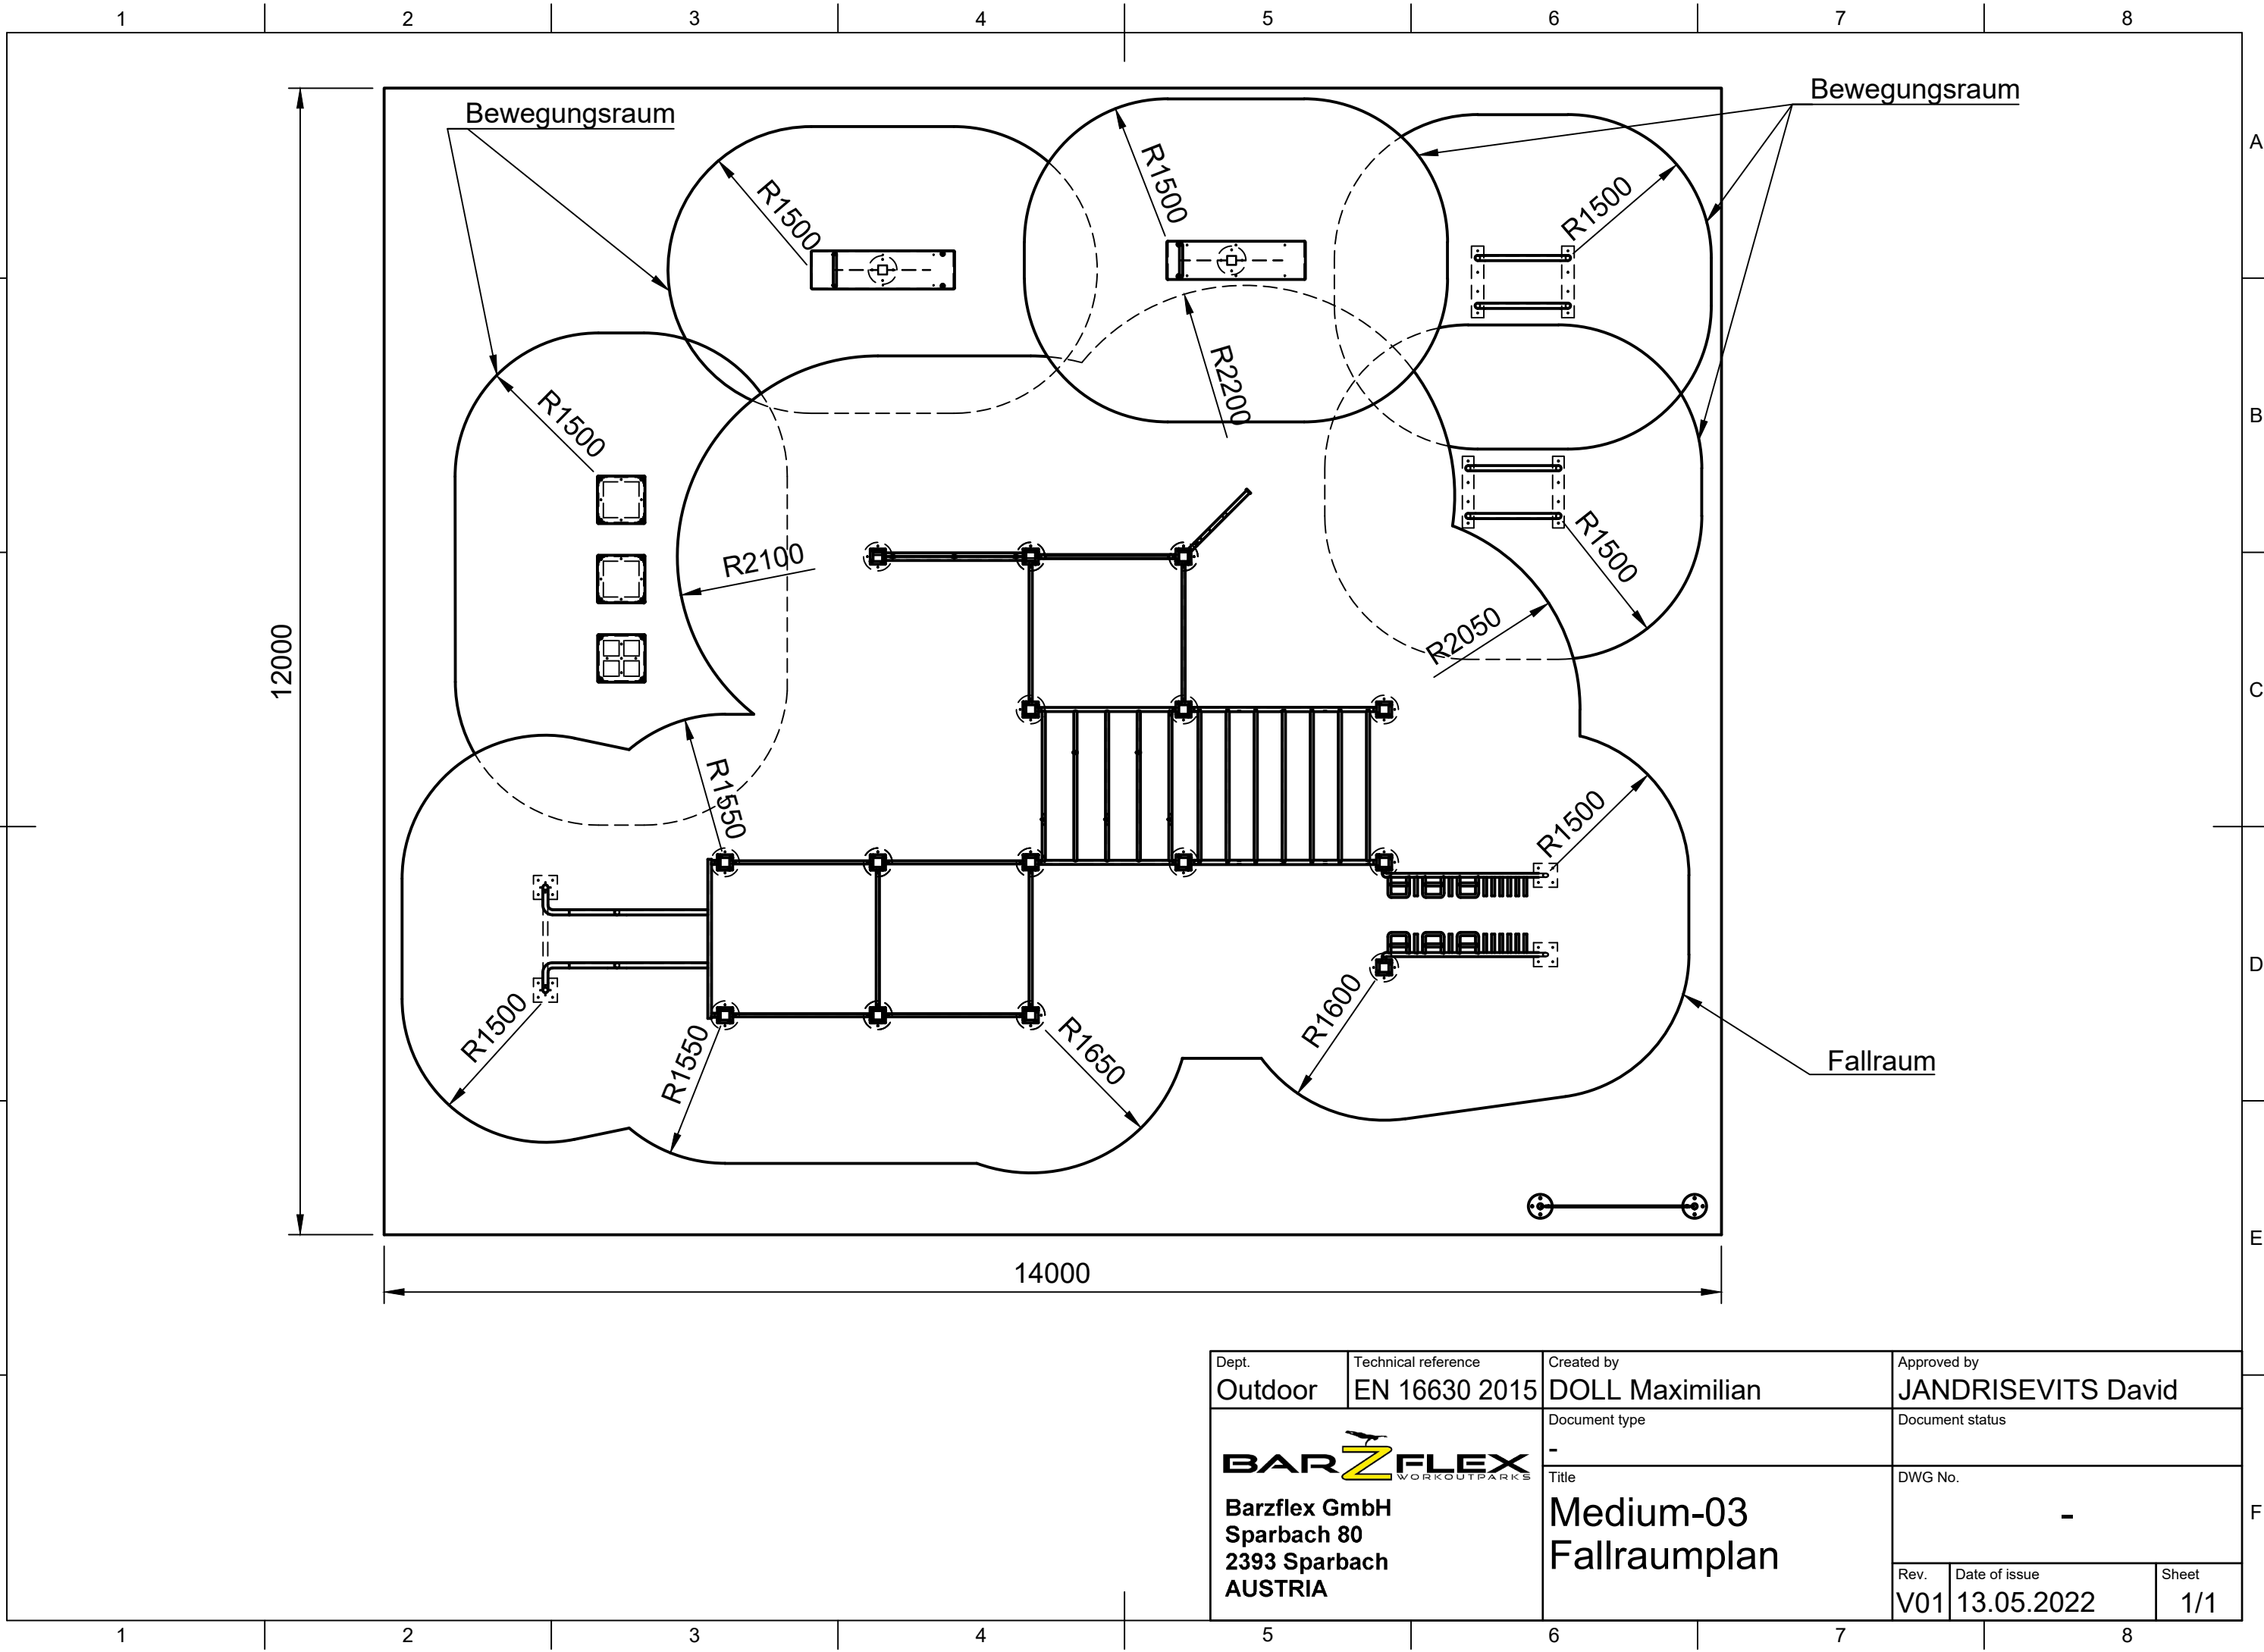 1 2 3 4 5 6 7 8
Bewegungsraum
Bewegungsraum
A
R1500
R1500
R1500
R1500
R2200
B
R2100
R1500
12000
R2050
C
R1550
R1500
D
R1500
R1550
R1650
R1600
Fallraum
E
14000
Dept.
Outdoor
Technical reference
EN 16630 2015
Created by
DOLL Maximilian
Approved by
JANDRISEVITS David
BARZFLEX
WORKOUTPARKS
Barzflex GmbH
Sparbach 80
2393 Sparbach
AUSTRIA
Document type
-
Document status
Title
Medium-03
Fallraumplan
DWG No.
-
F
Rev.
V01
Date of issue
13.05.2022
Sheet
1/1
1 2 3 4 5 6 7 8